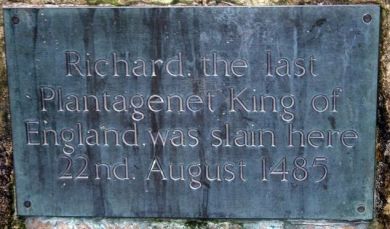 Richard, the last
Plantagenet King of
England, was slain here
22nd. August 1485